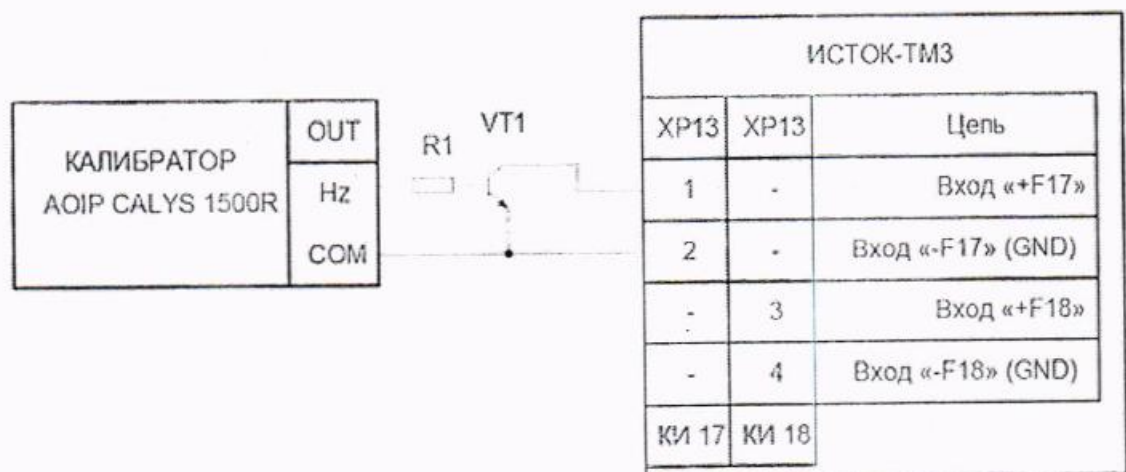 ИСТОК-ТМ3
КАЛИБРАТОР
AOIP CALYS 1500R
OUT
Hz
COM
R1
VT1
XP13 XP13 Цепь
1 - Вход «+F17»
2 - Вход «-F17» (GND)
- 3 Вход «+F18»
- 4 Вход «-F18» (GND)
КИ 17 КИ 18